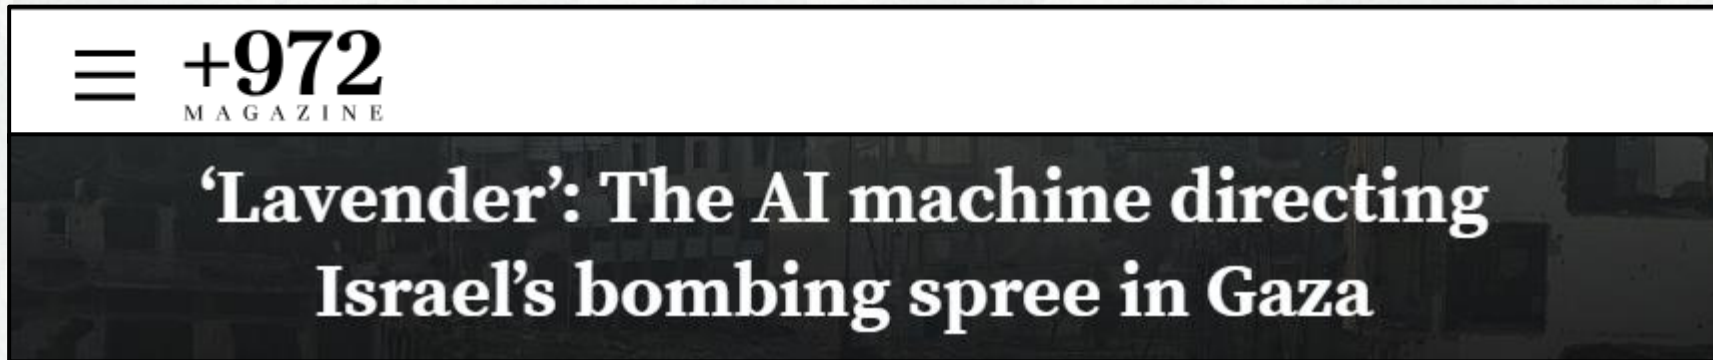 +972
MAGAZINE
‘Lavender’: The AI machine directing
Israel’s bombing spree in Gaza